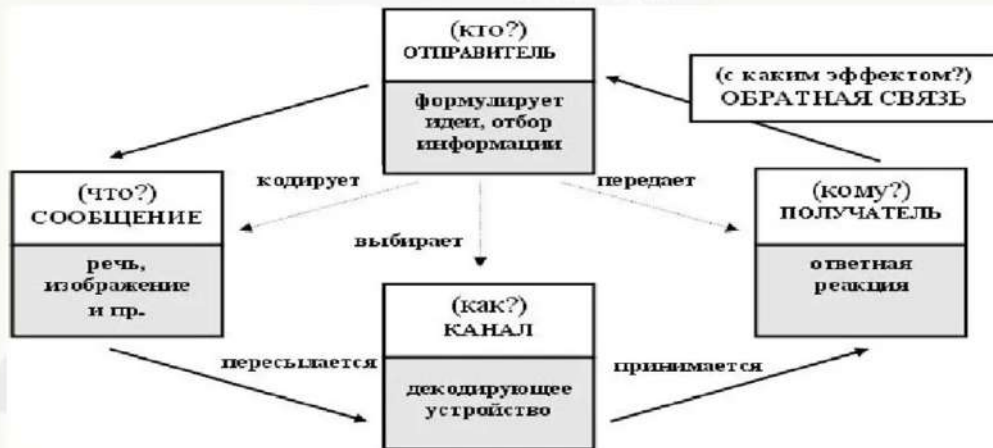 (кто?)
ОТПРАВИТЕЛЬ
формулирует
идеи, отбор
информации
(с каким эффектом?)
ОБРАТНАЯ СВЯЗЬ
кодирует
передает
выбирает
(что?)
СООБЩЕНИЕ
речь,
изображение
и пр.
(кому?)
ПОЛУЧАТЕЛЬ
ответная
реакция
(как?)
КАНАЛ
декодирующее
устройство
пересылается
принимается